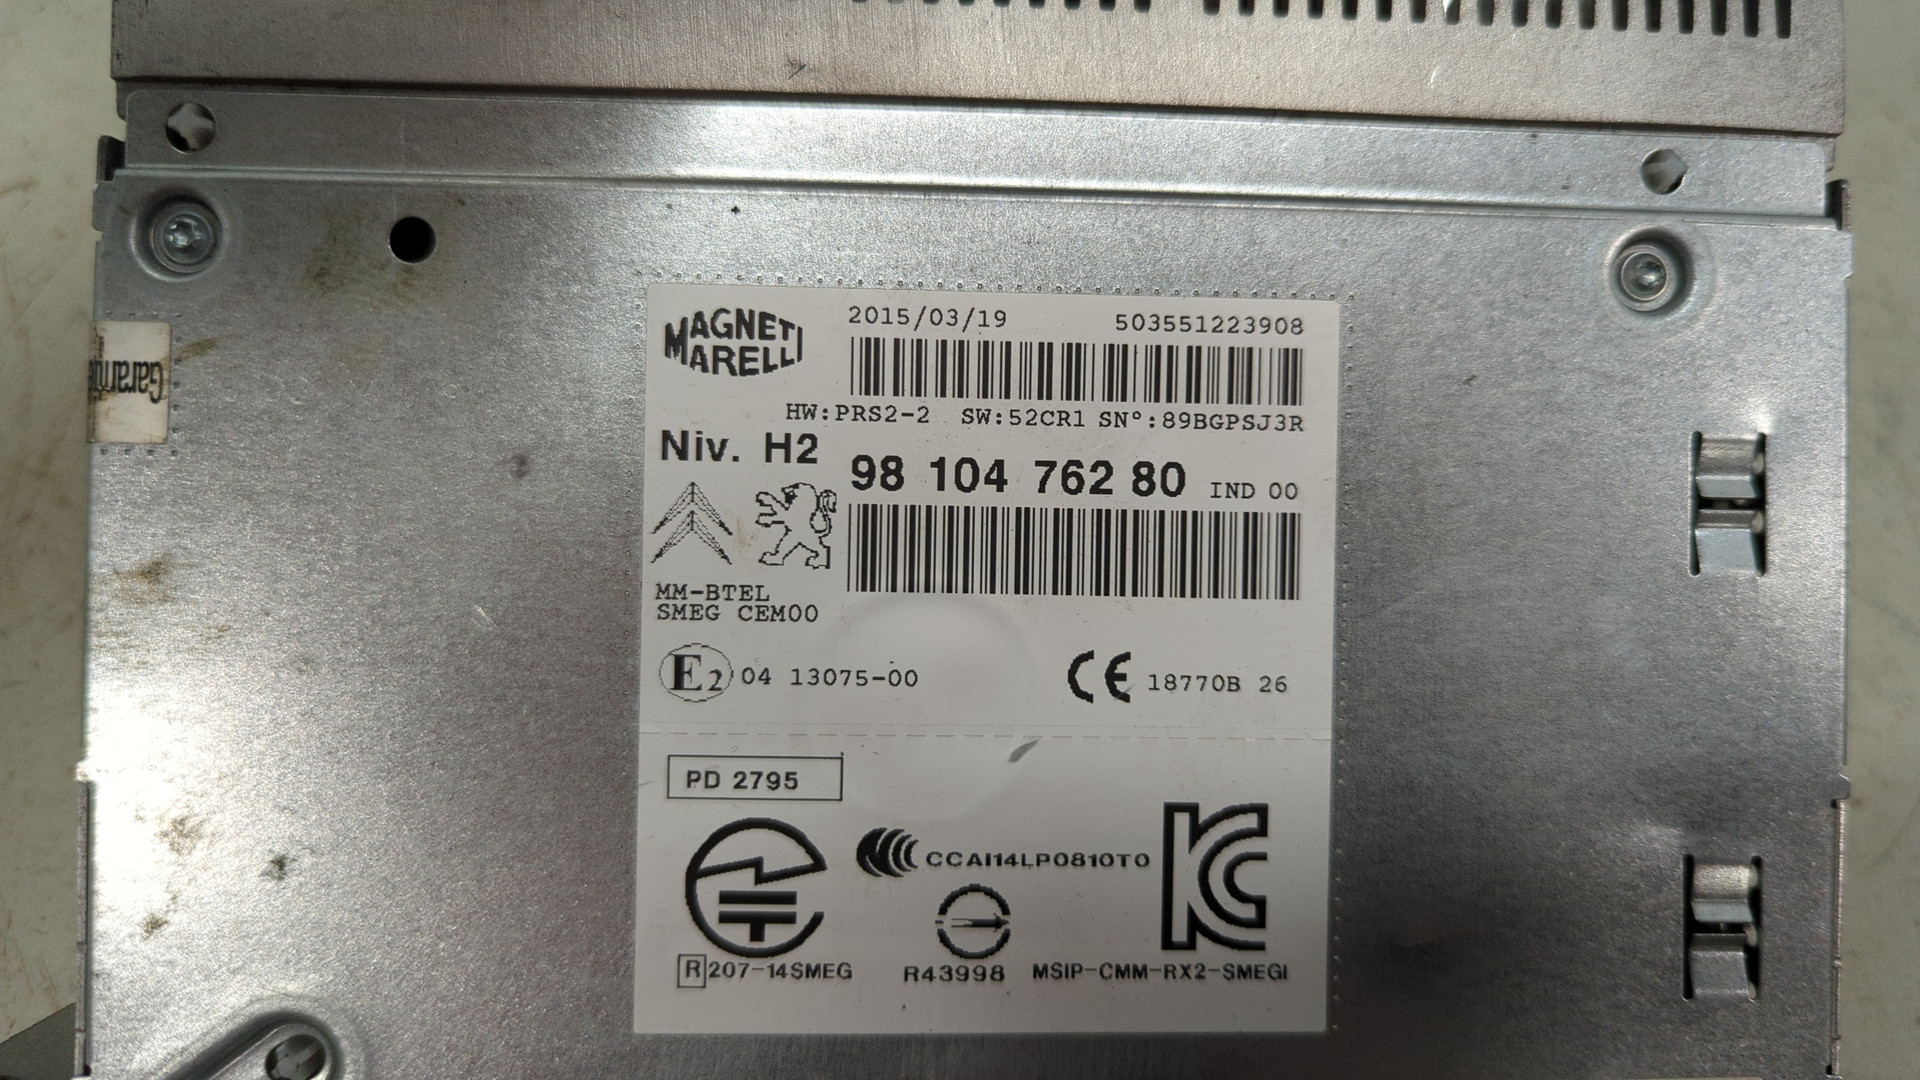 MAGNETI
MARELLI
2015/03/19 503551223908
HW:PRS2-2 SW:52CR1 SN°:89BGPSJ3R
Niv. H2
98 104 762 80 IND 00
MM-BTEL
SMEG CEM00
E2 04 13075-00
CE 18770B 26
PD 2795
CCAI14LP0810T0
R 207-14SMEG
R43998
MSIP-CMM-RX2-SMEG1